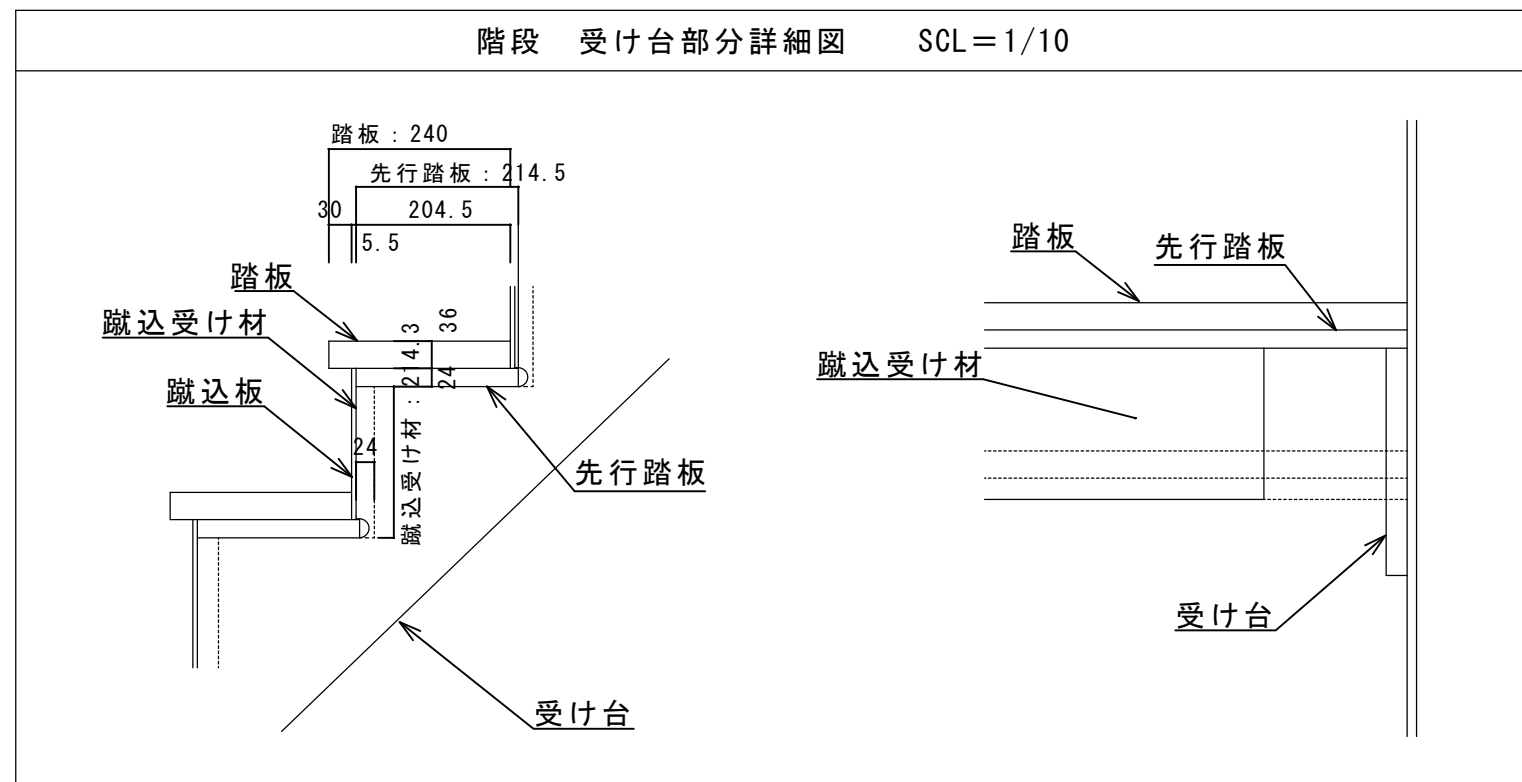 階段　受け台部分詳細図　　SCL＝1/10
踏板：240
先行踏板：214.5
30
204.5
5.5
踏板
蹴込受け材
蹴込板
36
24
蹴込受け材：214.3
24
先行踏板
受け台
踏板
先行踏板
蹴込受け材
受け台